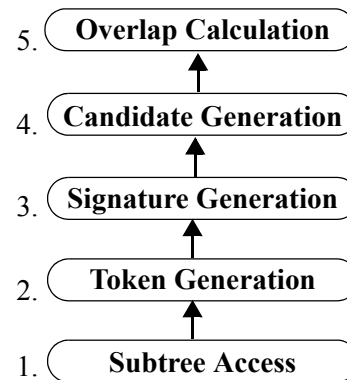 5. Overlap Calculation
4. Candidate Generation
3. Signature Generation
2. Token Generation
1. Subtree Access